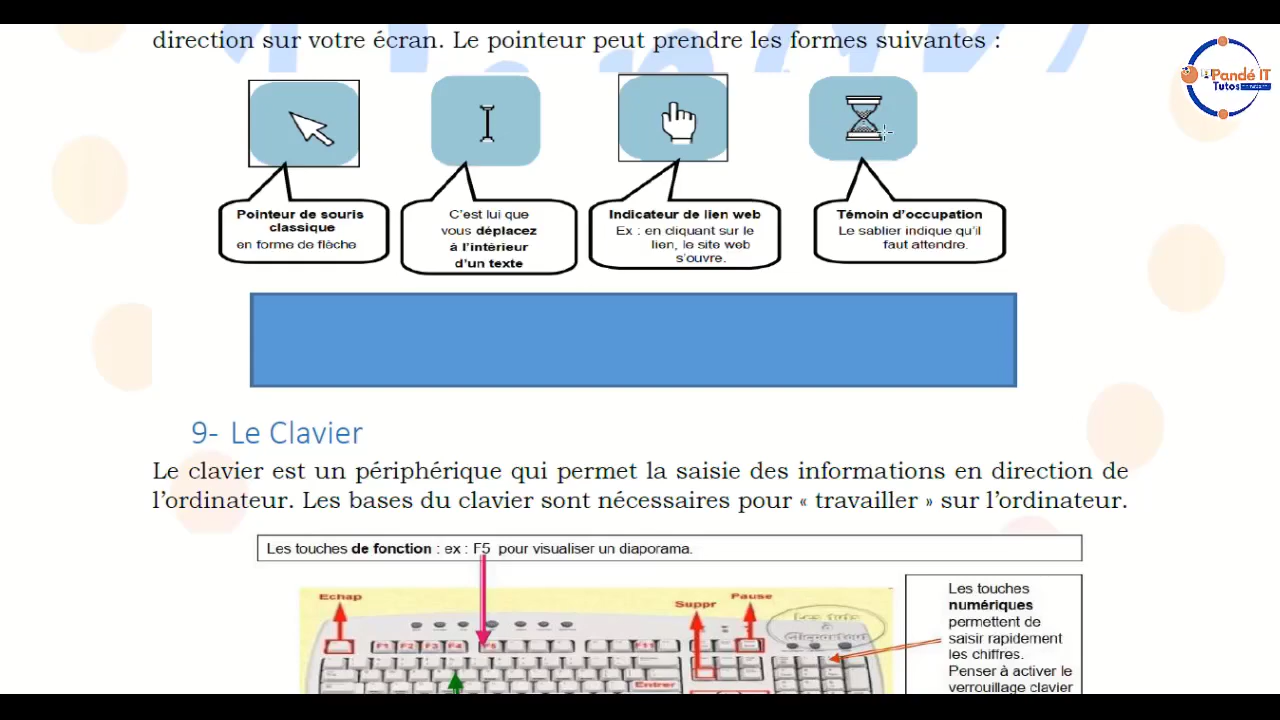 direction sur votre écran. Le pointeur peut prendre les formes suivantes :
Pandé IT
Tutos
Pointeur de souris
classique
en forme de flèche
C'est lui que
vous déplacez
à l'intérieur
d'un texte
Indicateur de lien web
Ex : en cliquant sur le
lien, le site web
s'ouvre.
Témoin d'occupation
Le sablier indique qu'il
faut attendre.
9- Le Clavier
Le clavier est un périphérique qui permet la saisie des informations en direction de
l'ordinateur. Les bases du clavier sont nécessaires pour « travailler » sur l'ordinateur.
Les touches de fonction : ex : F5 pour visualiser un diaporama.
Echap
Suppr
Pause
F1 F2 F3 F4 F5 F11
Entrer
Les touches
numériques
permettent de
saisir rapidement
les chiffres.
Penser à activer le
verrouillage clavier